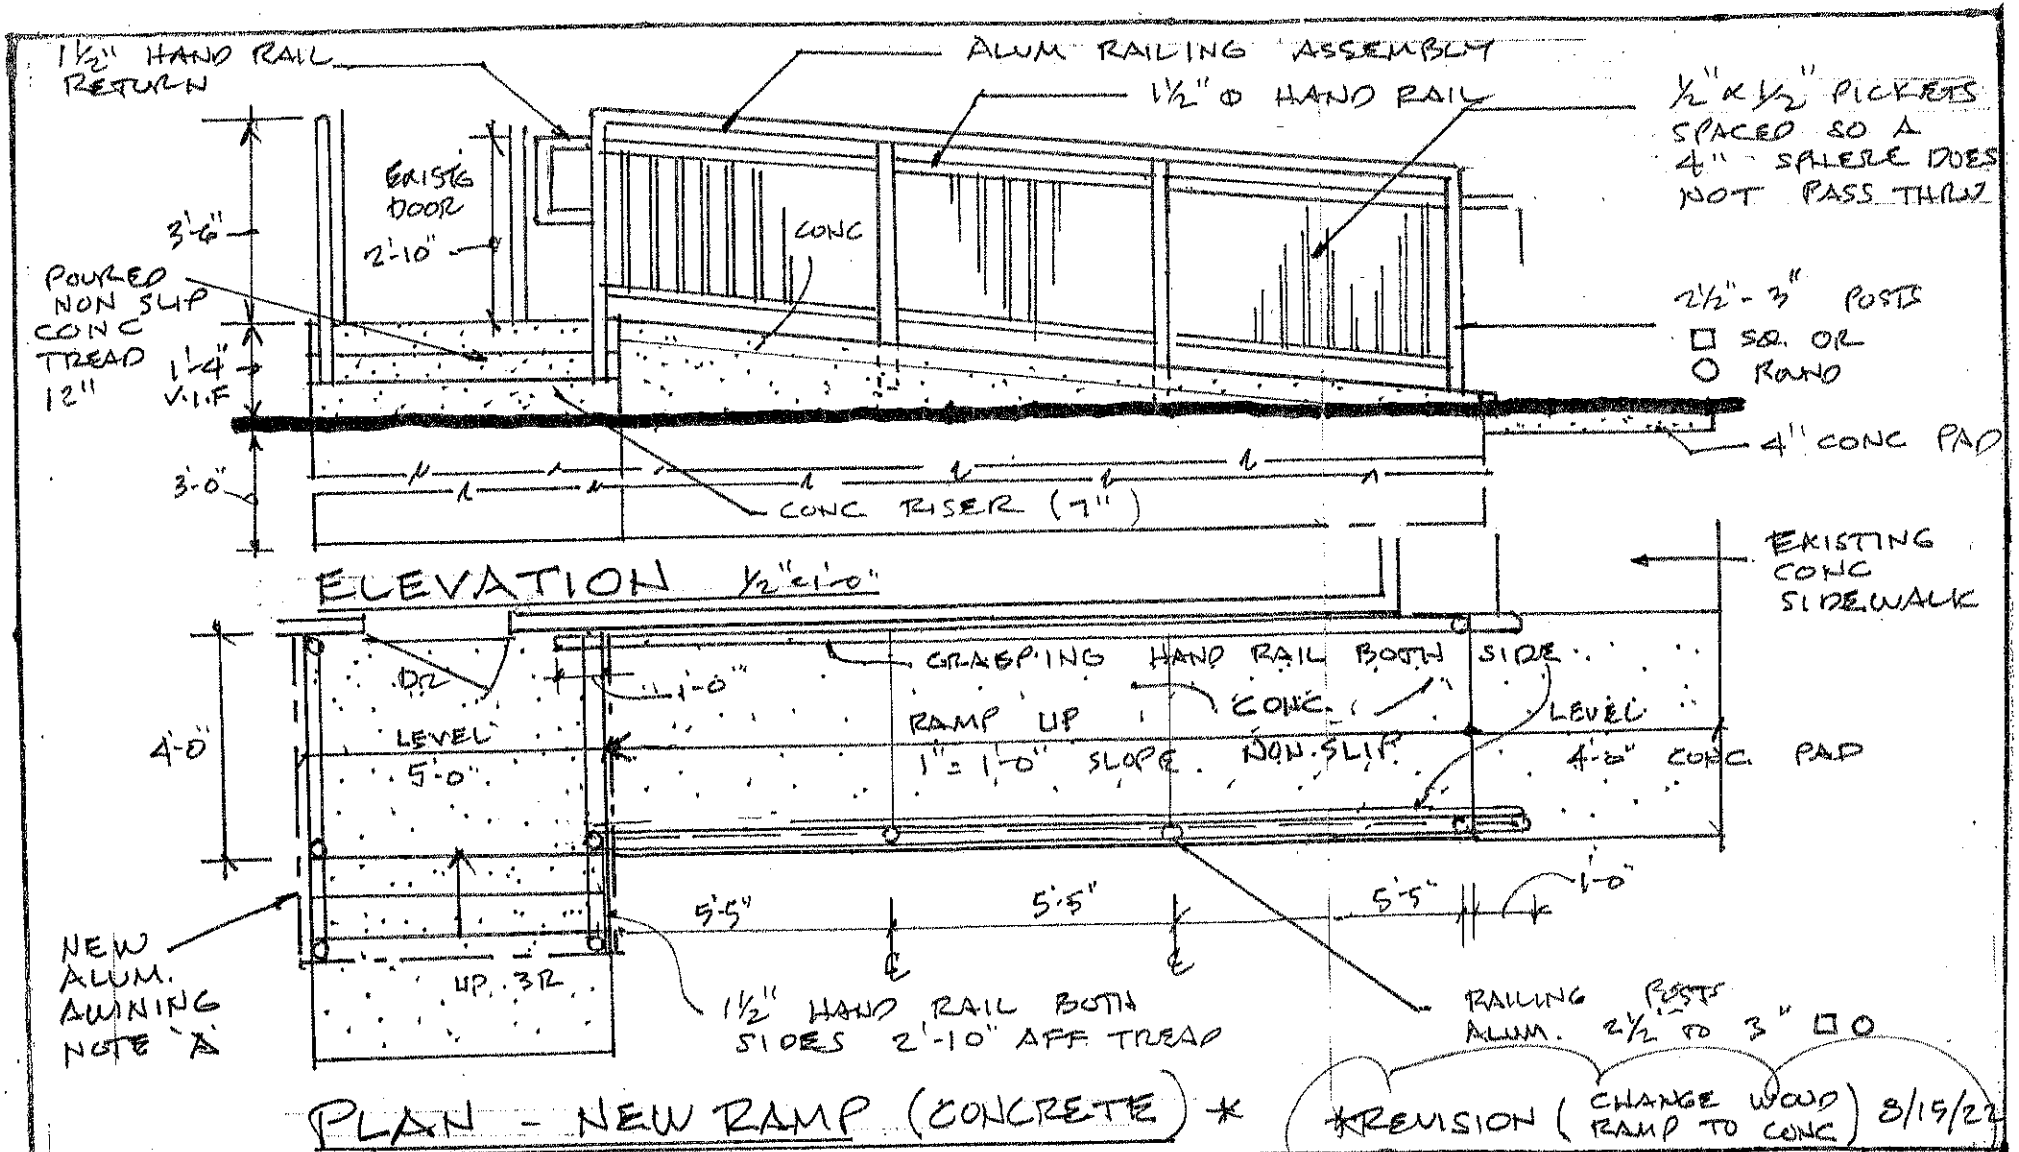 1½" HAND RAIL
RETURN
ALUM RAILING ASSEMBLY
1½" Φ HAND RAIL
½" x ½" PICKETS
SPACED SO A
4" SPHERE DOES
NOT PASS THRU
EXIST'G
DOOR
2'-10"
3'-6"
CONC
POURED
NON SLIP
CONC
TREAD
12"
1'-4"
V.I.F
2½"-3" POSTS
□ SQ. OR
○ ROUND
4" CONC PAD
3'-0"
CONC RISER (7")
ELEVATION ½"=1'-0"
EXISTING
CONC
SIDEWALK
GRASPING HAND RAIL BOTH SIDE
DR
1'-0"
4'-0"
LEVEL
5'-0"
RAMP UP
1" = 1'-0" SLOPE
CONC.
NON-SLIP
LEVEL
4'-0" CONC. PAD
5'-5"
5'-5"
5'-5"
1'-0"
NEW
ALUM.
AWINING
NOTE 'A'
UP. 3R
1½" HAND RAIL BOTH
SIDES 2'-10" AFF TREAD
RAILING POSTS
ALUM. 2½" TO 3" □ ○
PLAN - NEW RAMP (CONCRETE) *
*REVISION (CHANGE WOOD
RAMP TO CONC) 8/15/22